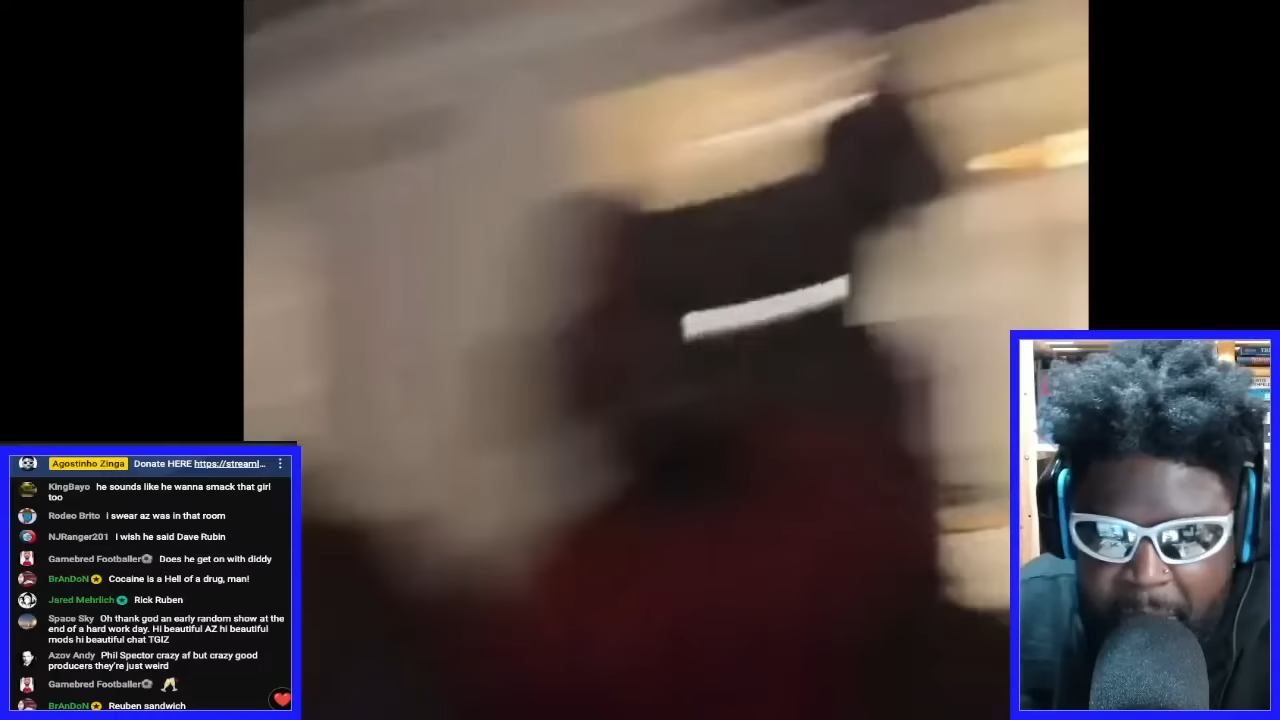 Agostinho Zinga Donate HERE https://streaml...
KingBayo he sounds like he wanna smack that girl
too
Rodeo Brito i swear az was in that room
NJRanger201 I wish he said Dave Rubin
Gamebred Footballer Does he get on with diddy
BrAnDoN Cocaine is a Hell of a drug, man!
Jared Mehrlich Rick Ruben
Space Sky Oh thank god an early random show at the
end of a hard work day. Hi beautiful AZ hi beautiful
mods hi beautiful chat TGIZ
Azov Andy Phil Spector crazy af but crazy good
producers they're just weird
Gamebred Footballer
BrAnDoN Reuben sandwich